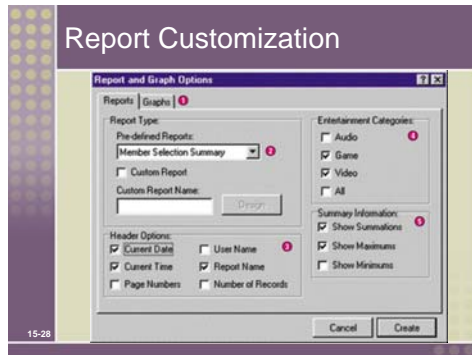 Report Customization
Report and Graph Options
Reports Graphs 1
Report Type:
Pre-defined Reports:
Member Selection Summary 2
Custom Report
Custom Report Name:
Design
Header Options: 3
Current Date User Name
Current Time Report Name
Page Numbers Number of Records
Entertainment Categories:
Audio 4
Game
Video
All
Summary Information: 5
Show Summations
Show Maximums
Show Minimums
Cancel Create
15-28